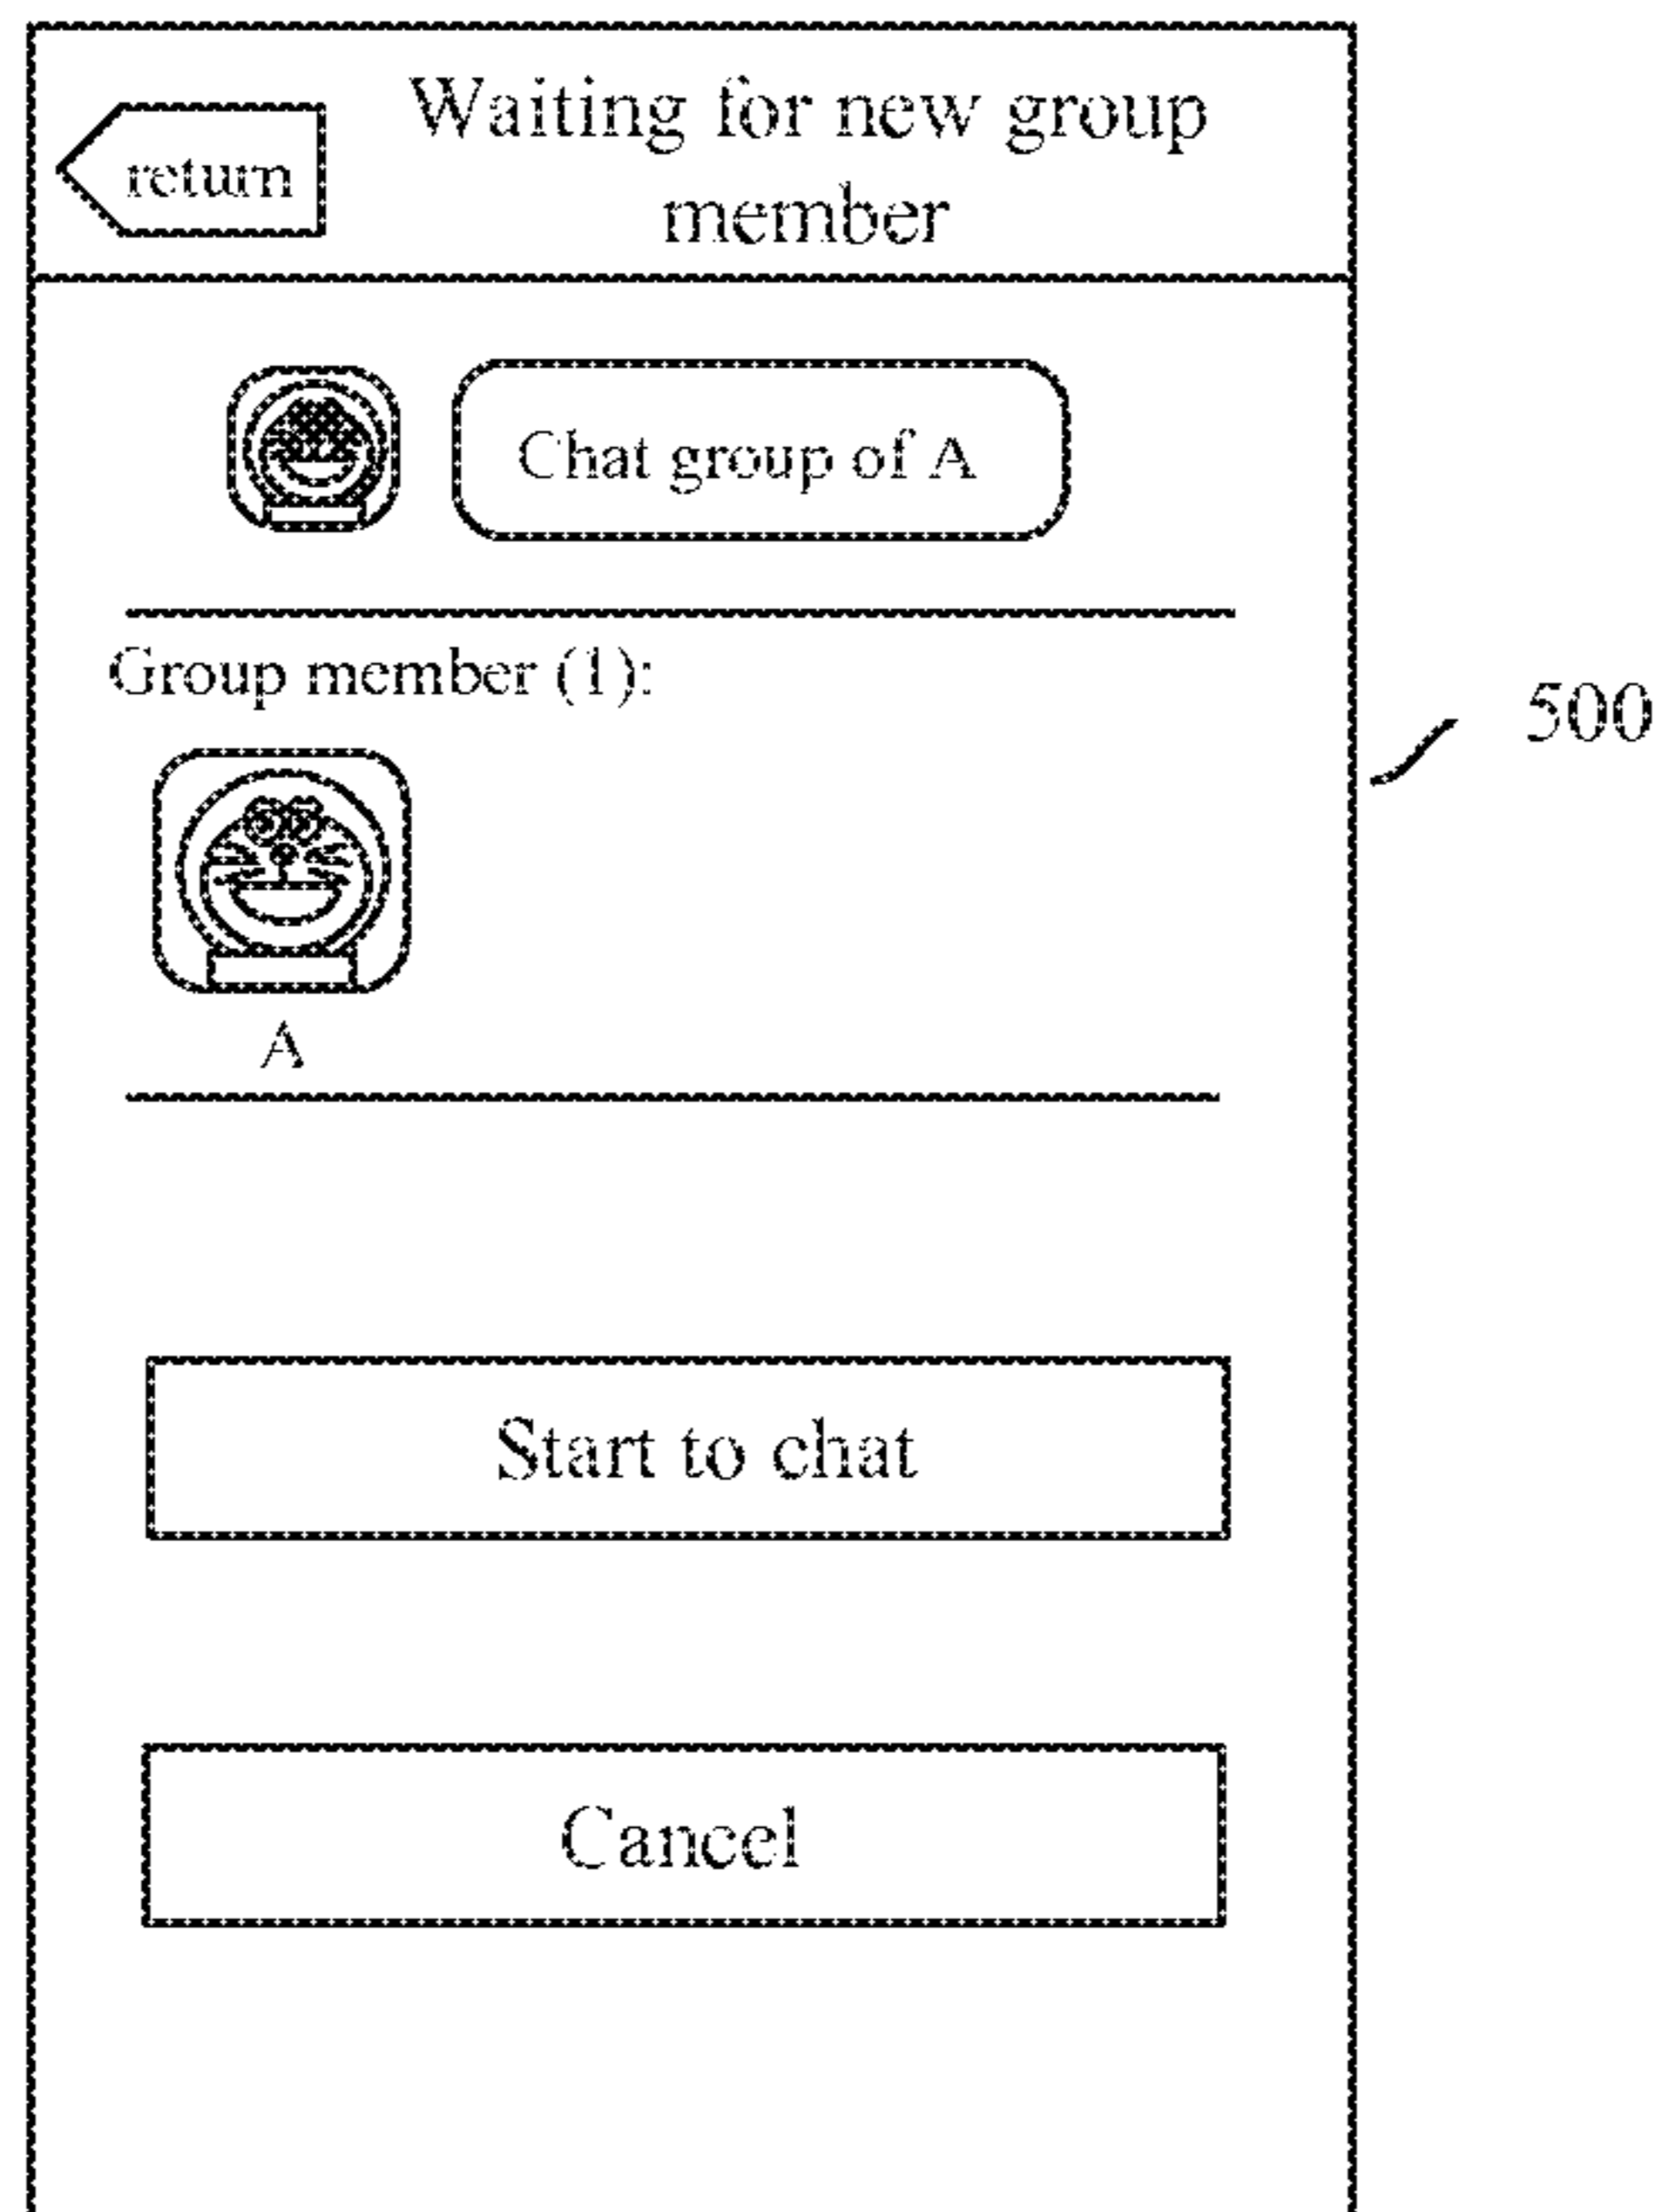 Waiting for new group
member
return
Chat group of A
Group member (1):
500
A
Start to chat
Cancel